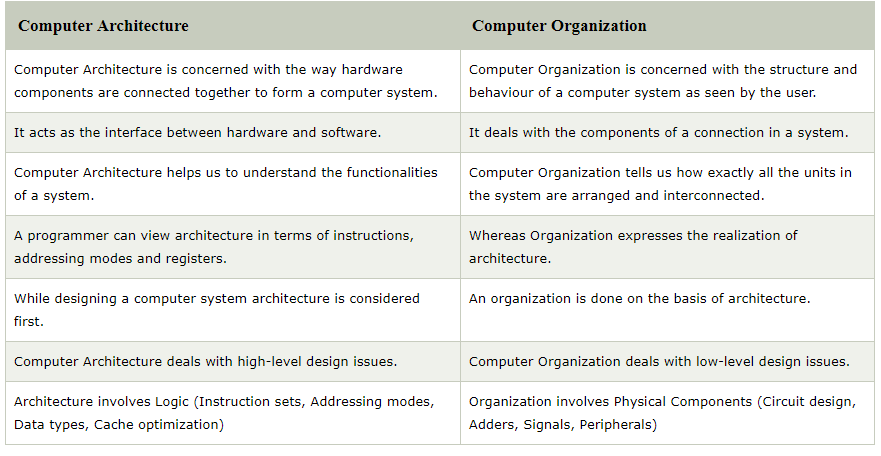 Computer Architecture
Computer Organization
Computer Architecture is concerned with the way hardware
components are connected together to form a computer system.
Computer Organization is concerned with the structure and
behaviour of a computer system as seen by the user.
It acts as the interface between hardware and software.
It deals with the components of a connection in a system.
Computer Architecture helps us to understand the functionalities
of a system.
Computer Organization tells us how exactly all the units in
the system are arranged and interconnected.
A programmer can view architecture in terms of instructions,
addressing modes and registers.
Whereas Organization expresses the realization of
architecture.
While designing a computer system architecture is considered
first.
An organization is done on the basis of architecture.
Computer Architecture deals with high-level design issues.
Computer Organization deals with low-level design issues.
Architecture involves Logic (Instruction sets, Addressing modes,
Data types, Cache optimization)
Organization involves Physical Components (Circuit design,
Adders, Signals, Peripherals)